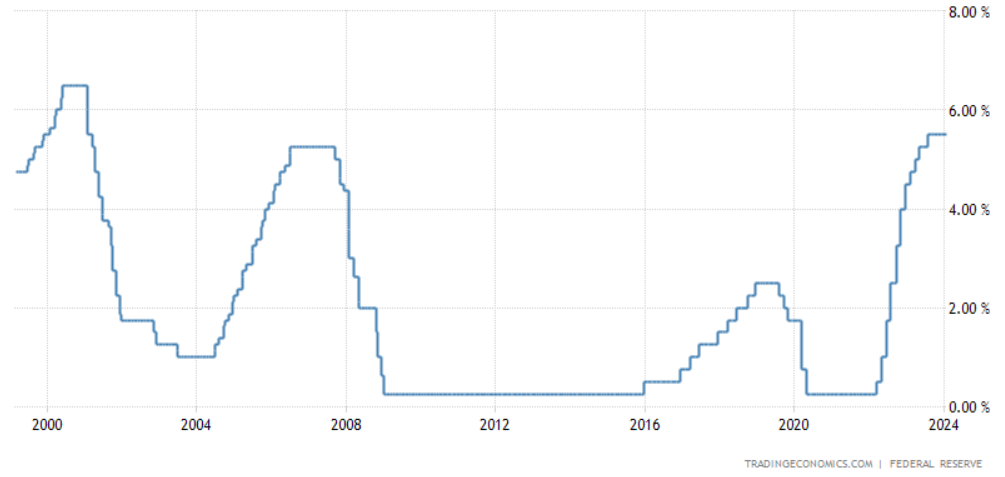 8.00 %
6.00 %
4.00 %
2.00 %
0.00 %
2000 2004 2008 2012 2016 2020 2024
TRADINGECONOMICS.COM | FEDERAL RESERVE